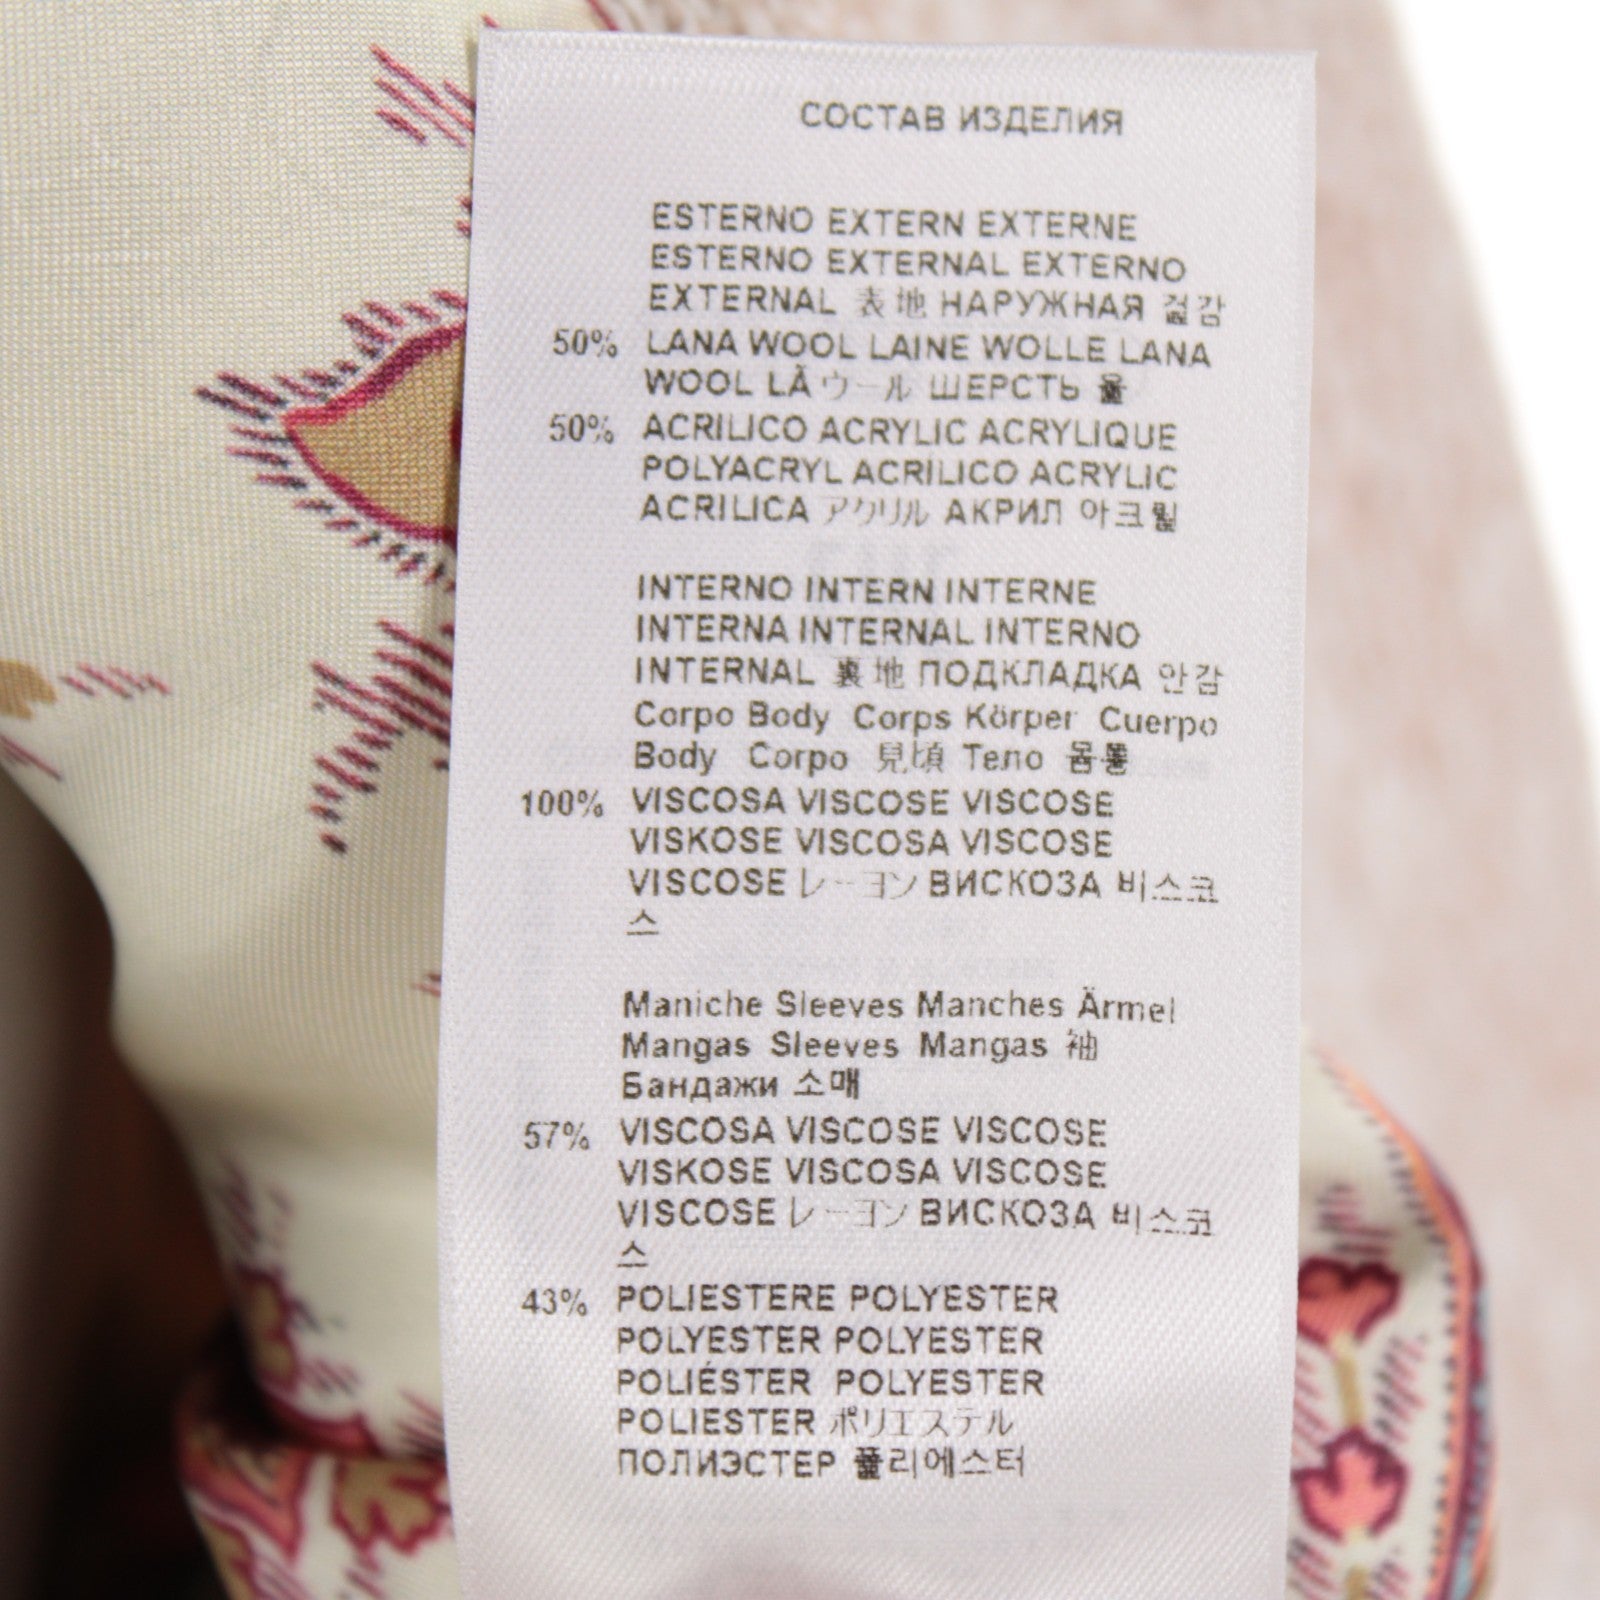 СОСТАВ ИЗДЕЛИЯ
ESTERNO EXTERN EXTERNE
ESTERNO EXTERNAL EXTERNO
EXTERNAL 表地 НАРУЖНАЯ 겉감
50% LANA WOOL LAINE WOLLE LANA
WOOL LÃ ウール ШЕРСТЬ 울
50% ACRILICO ACRYLIC ACRYLIQUE
POLYACRYL ACRÍLICO ACRYLIC
ACRILICA アクリル АКРИЛ 아크릴
INTERNO INTERN INTERNE
INTERNA INTERNAL INTERNO
INTERNAL 裏地 ПОДКЛАДКА 안감
Corpo Body Corps Körper Cuerpo
Body Corpo 見頃 Тело 몸통
100% VISCOSA VISCOSE VISCOSE
VISKOSE VISCOSA VISCOSE
VISCOSE レーヨン ВИСКОЗА 비스코
스
Maniche Sleeves Manches Ärmel
Mangas Sleeves Mangas 袖
Бандажи 소매
57% VISCOSA VISCOSE VISCOSE
VISKOSE VISCOSA VISCOSE
VISCOSE レーヨン ВИСКОЗА 비스코
스
43% POLIESTERE POLYESTER
POLYESTER POLYESTER
POLIÉSTER POLYESTER
POLIESTER ポリエステル
ПОЛИЭСТЕР 폴리에스터